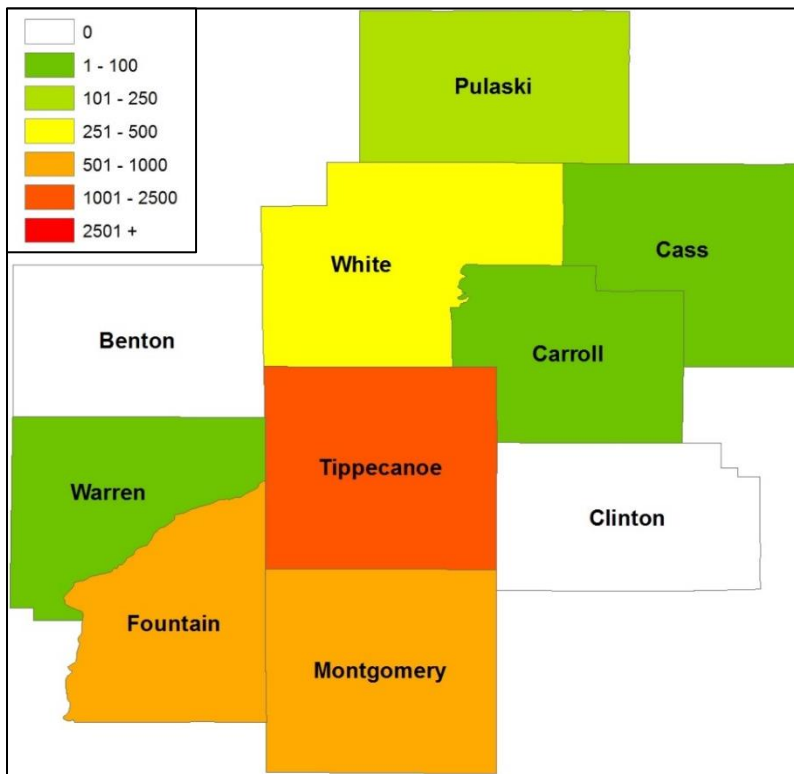 0
1 - 100
101 - 250
251 - 500
501 - 1000
1001 - 2500
2501 +
Pulaski
White
Cass
Benton
Carroll
Tippecanoe
Warren
Clinton
Fountain
Montgomery